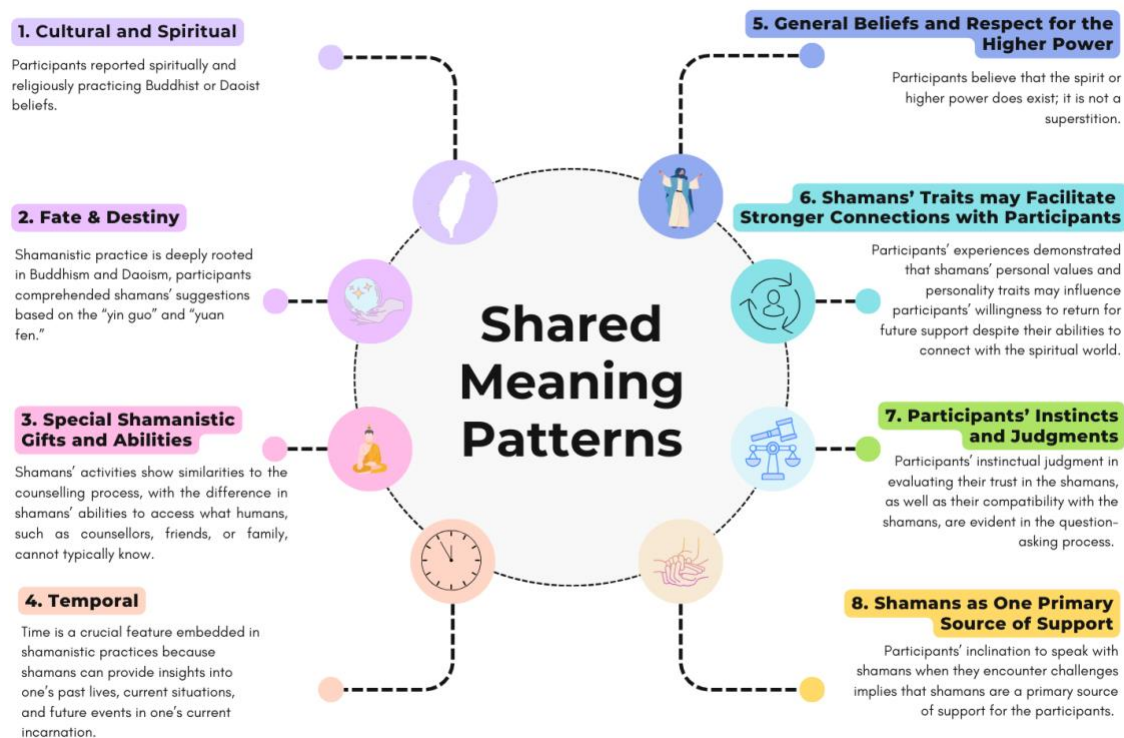 1. Cultural and Spiritual
Participants reported spiritually and
religiously practicing Buddhist or Daoist
beliefs.
2. Fate & Destiny
Shamanistic practice is deeply rooted
in Buddhism and Daoism, participants
comprehended shamans’ suggestions
based on the “yin guo” and “yuan
fen.”
3. Special Shamanistic
Gifts and Abilities
Shamans’ activities show similarities to the
counselling process, with the difference in
shamans’ abilities to access what humans,
such as counsellors, friends, or family,
cannot typically know.
4. Temporal
Time is a crucial feature embedded in
shamanistic practices because
shamans can provide insights into
one’s past lives, current situations,
and future events in one’s current
incarnation.
Shared
Meaning
Patterns
5. General Beliefs and Respect for the
Higher Power
Participants believe that the spirit or
higher power does exist; it is not a
superstition.
6. Shamans’ Traits may Facilitate
Stronger Connections with Participants
Participants’ experiences demonstrated
that shamans’ personal values and
personality traits may influence
participants’ willingness to return for
future support despite their abilities to
connect with the spiritual world.
7. Participants’ Instincts
and Judgments
Participants’ instinctual judgment in
evaluating their trust in the shamans,
as well as their compatibility with the
shamans, are evident in the question-
asking process.
8. Shamans as One Primary
Source of Support
Participants’ inclination to speak with
shamans when they encounter challenges
implies that shamans are a primary source
of support for the participants.